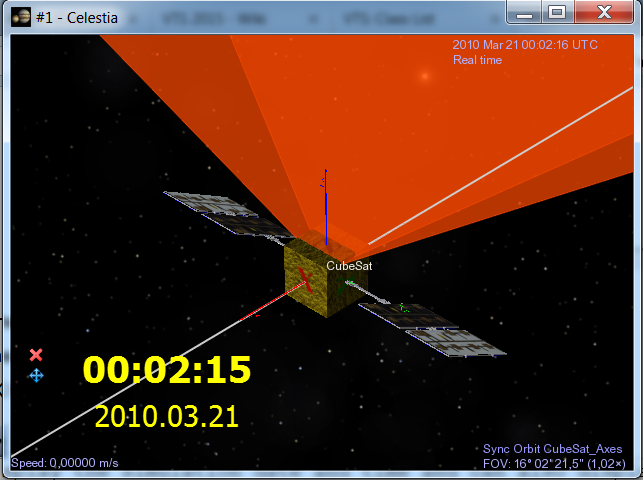 #1 - Celestia
2010 Mar 21 00:02:16 UTC
Real time
CubeSat
00:02:15
2010.03.21
Sync Orbit CubeSat_Axes
Speed: 0,00000 m/s
FOV: 16° 02' 21,5" (1,02×)